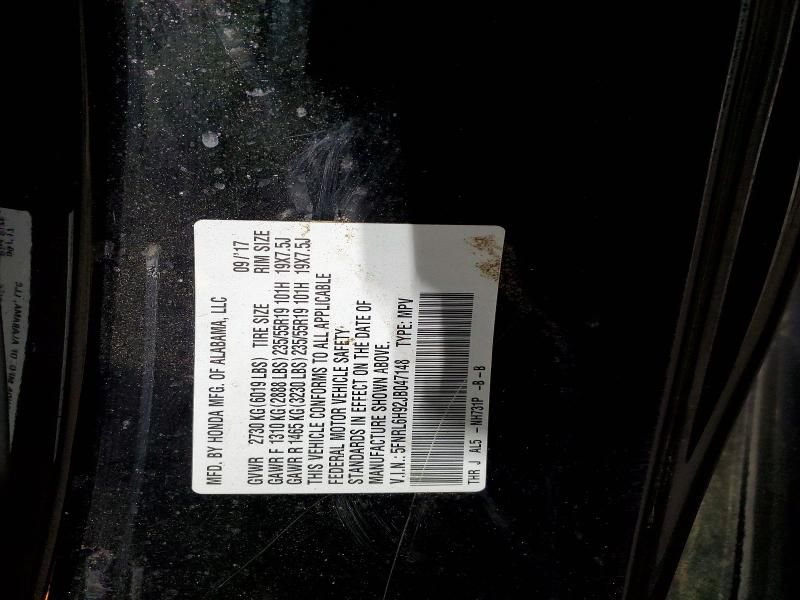 MFD. BY HONDA MFG. OF ALABAMA, LLC 09/'17
GVWR 2730 KG (6019 LBS) TIRE SIZE RIM SIZE
GAWR F 1310 KG (2888 LBS) 235/55R19 101H 19X7.5J
GAWR R 1465 KG (3230 LBS) 235/55R19 101H 19X7.5J
THIS VEHICLE CONFORMS TO ALL APPLICABLE
FEDERAL MOTOR VEHICLE SAFETY
STANDARDS IN EFFECT ON THE DATE OF
MANUFACTURE SHOWN ABOVE.
V.I.N.: 5FNRL6H92JB047148 TYPE: MPV
THR J AL5 -NH731P -B -B